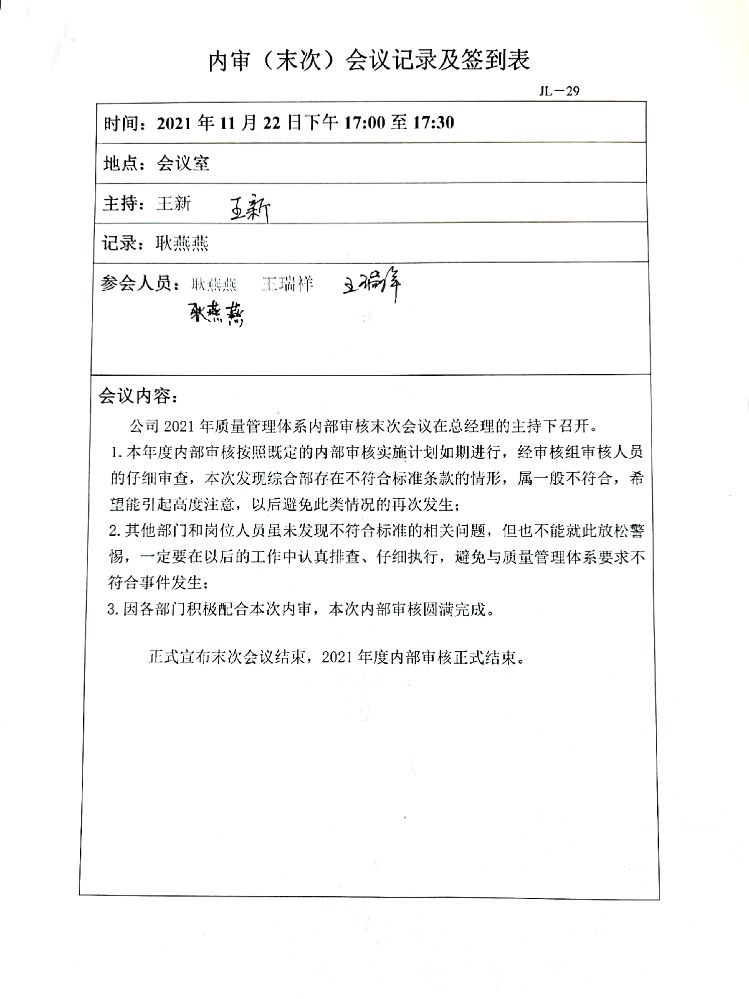 内审（末次）会议记录及签到表
JL－29
时间：2021 年 11 月 22 日下午 17:00 至 17:30
地点：会议室
主持：王新 王新
记录：耿燕燕
参会人员：耿燕燕 王瑞祥 王瑞祥
耿燕燕
会议内容：
公司 2021 年质量管理体系内部审核末次会议在总经理的主持下召开。
1.本年度内部审核按照既定的内部审核实施计划如期进行，经审核组审核人员
的仔细审查，本次发现综合部存在不符合标准条款的情形，属一般不符合，希
望能引起高度注意，以后避免此类情况的再次发生；
2.其他部门和岗位人员虽未发现不符合标准的相关问题，但也不能就此放松警
惕，一定要在以后的工作中认真排查、仔细执行，避免与质量管理体系要求不
符合事件发生；
3.因各部门积极配合本次内审，本次内部审核圆满完成。
正式宣布末次会议结束，2021 年度内部审核正式结束。